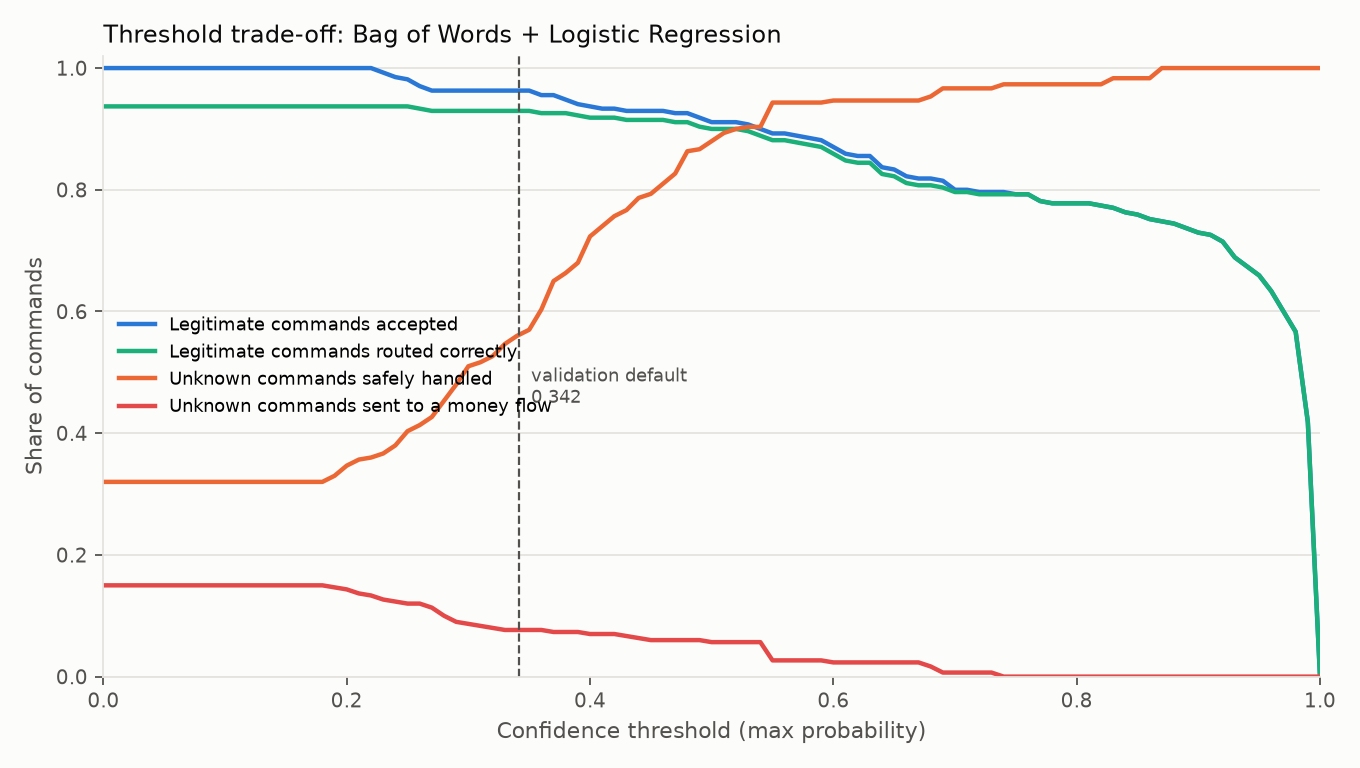 Threshold trade-off: Bag of Words + Logistic Regression
1.0
0.8
0.6
0.4
0.2
0.0
Share of commands
Legitimate commands accepted
Legitimate commands routed correctly
Unknown commands safely handled
Unknown commands sent to a money flow
validation default
0.342
0.0 0.2 0.4 0.6 0.8 1.0
Confidence threshold (max probability)